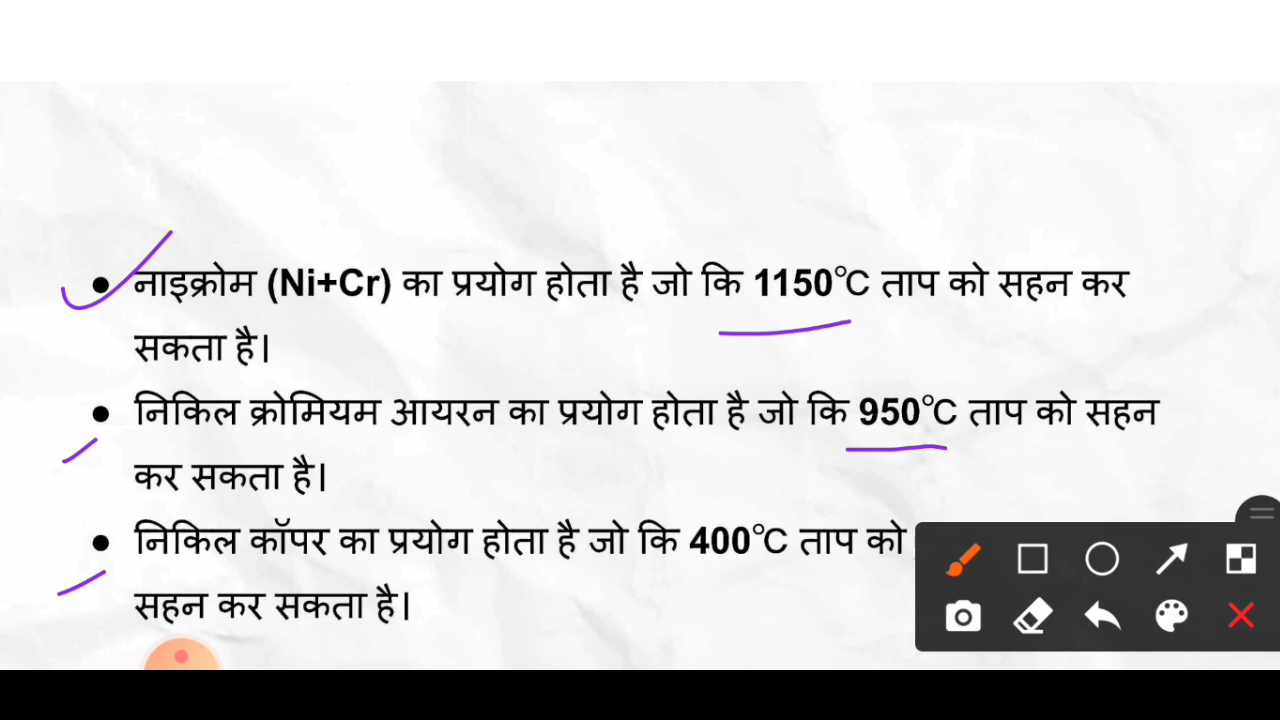 ● नाइक्रोम (Ni+Cr) का प्रयोग होता है जो कि 1150℃ ताप को सहन कर
सकता है।
● निकिल क्रोमियम आयरन का प्रयोग होता है जो कि 950℃ ताप को सहन
कर सकता है।
● निकिल कॉपर का प्रयोग होता है जो कि 400℃ ताप को
सहन कर सकता है।